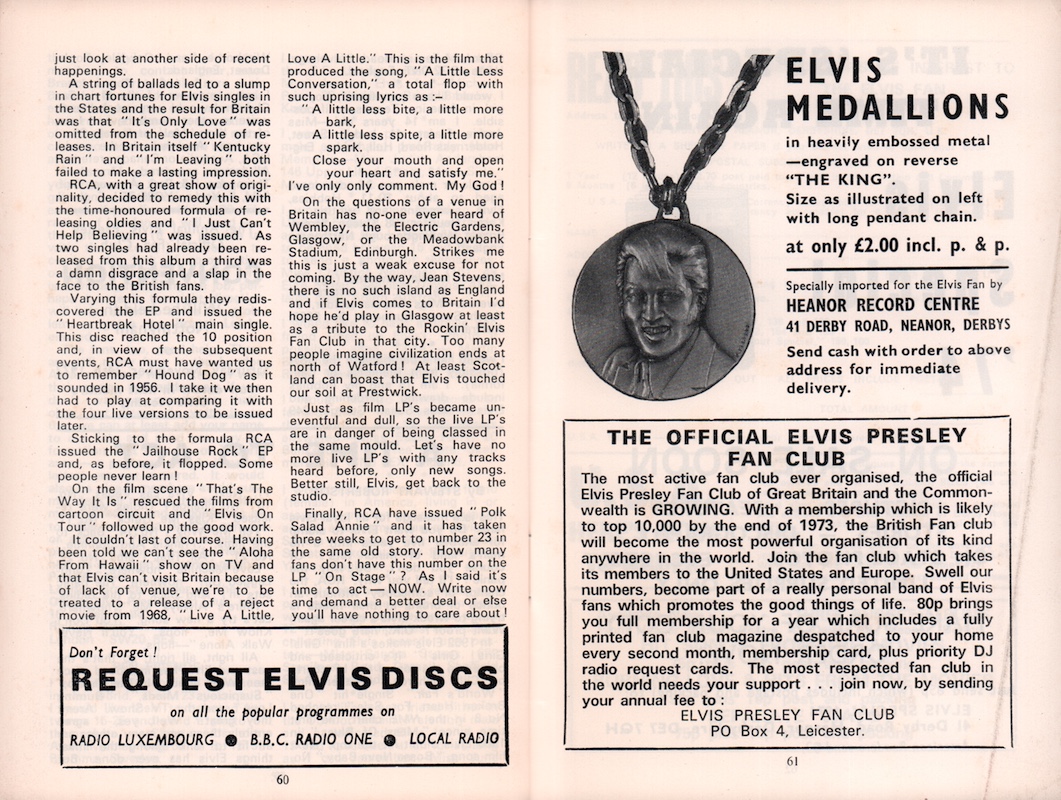 just look at another side of recent
happenings.
A string of ballads led to a slump
in chart fortunes for Elvis singles in
the States and the result for Britain
was that "It's Only Love" was
omitted from the schedule of re-
leases. In Britain itself "Kentucky
Rain" and "I'm Leaving" both
failed to make a lasting impression.
RCA, with a great show of origi-
nality, decided to remedy this with
the time-honoured formula of re-
leasing oldies and "I Just Can't
Help Believing" was issued. As
two singles had already been re-
leased from this album a third was
a damn disgrace and a slap in the
face to the British fans.
Varying this formula they redis-
covered the EP and issued the
"Heartbreak Hotel" main single.
This disc reached the 10 position
and, in view of the subsequent
events, RCA must have wanted us
to remember "Hound Dog" as it
sounded in 1956. I take it we then
had to play at comparing it with
the four live versions to be issued
later.
Sticking to the formula RCA
issued the "Jailhouse Rock" EP
and, as before, it flopped. Some
people never learn!
On the film scene "That's The
Way It Is" rescued the films from
cartoon circuit and "Elvis On
Tour" followed up the good work.
It couldn't last of course. Having
been told we can't see the "Aloha
From Hawaii" show on TV and
that Elvis can't visit Britain because
of lack of venue, we're to be
treated to a release of a reject
movie from 1968, "Live A Little,
Love A Little." This is the film that
produced the song, "A Little Less
Conversation," a total flop with
such uprising lyrics as:–
"A little less bite, a little more
bark,
A little less spite, a little more
spark.
Close your mouth and open
your heart and satisfy me."
I've only only comment. My God!
On the questions of a venue in
Britain has no-one ever heard of
Wembley, the Electric Gardens,
Glasgow, or the Meadowbank
Stadium, Edinburgh. Strikes me
this is just a weak excuse for not
coming. By the way, Jean Stevens,
there is no such island as England
and if Elvis comes to Britain I'd
hope he'd play in Glasgow at least
as a tribute to the Rockin' Elvis
Fan Club in that city. Too many
people imagine civilization ends at
north of Watford! At least Scot-
land can boast that Elvis touched
our soil at Prestwick.
Just as film LP's became un-
eventful and dull, so the live LP's
are in danger of being classed in
the same mould. Let's have no
more live LP's with any tracks
heard before, only new songs.
Better still, Elvis, get back to the
studio.
Finally, RCA have issued "Polk
Salad Annie" and it has taken
three weeks to get to number 23 in
the same old story. How many
fans don't have this number on the
LP "On Stage"? As I said it's
time to act — NOW. Write now
and demand a better deal or else
you'll have nothing to care about!
Don't Forget!
REQUEST ELVIS DISCS
on all the popular programmes on
RADIO LUXEMBOURG ● B.B.C. RADIO ONE ● LOCAL RADIO
60
ELVIS
MEDALLIONS
in heavily embossed metal
—engraved on reverse
"THE KING".
Size as illustrated on left
with long pendant chain.
at only £2.00 incl. p. & p.
Specially imported for the Elvis Fan by
HEANOR RECORD CENTRE
41 DERBY ROAD, NEANOR, DERBYS
Send cash with order to above
address for immediate
delivery.
THE OFFICIAL ELVIS PRESLEY
FAN CLUB
The most active fan club ever organised, the official
Elvis Presley Fan Club of Great Britain and the Common-
wealth is GROWING. With a membership which is likely
to top 10,000 by the end of 1973, the British Fan club
will become the most powerful organisation of its kind
anywhere in the world. Join the fan club which takes
its members to the United States and Europe. Swell our
numbers, become part of a really personal band of Elvis
fans which promotes the good things of life. 80p brings
you full membership for a year which includes a fully
printed fan club magazine despatched to your home
every second month, membership card, plus priority DJ
radio request cards. The most respected fan club in
the world needs your support . . . join now, by sending
your annual fee to:
ELVIS PRESLEY FAN CLUB
PO Box 4, Leicester.
61